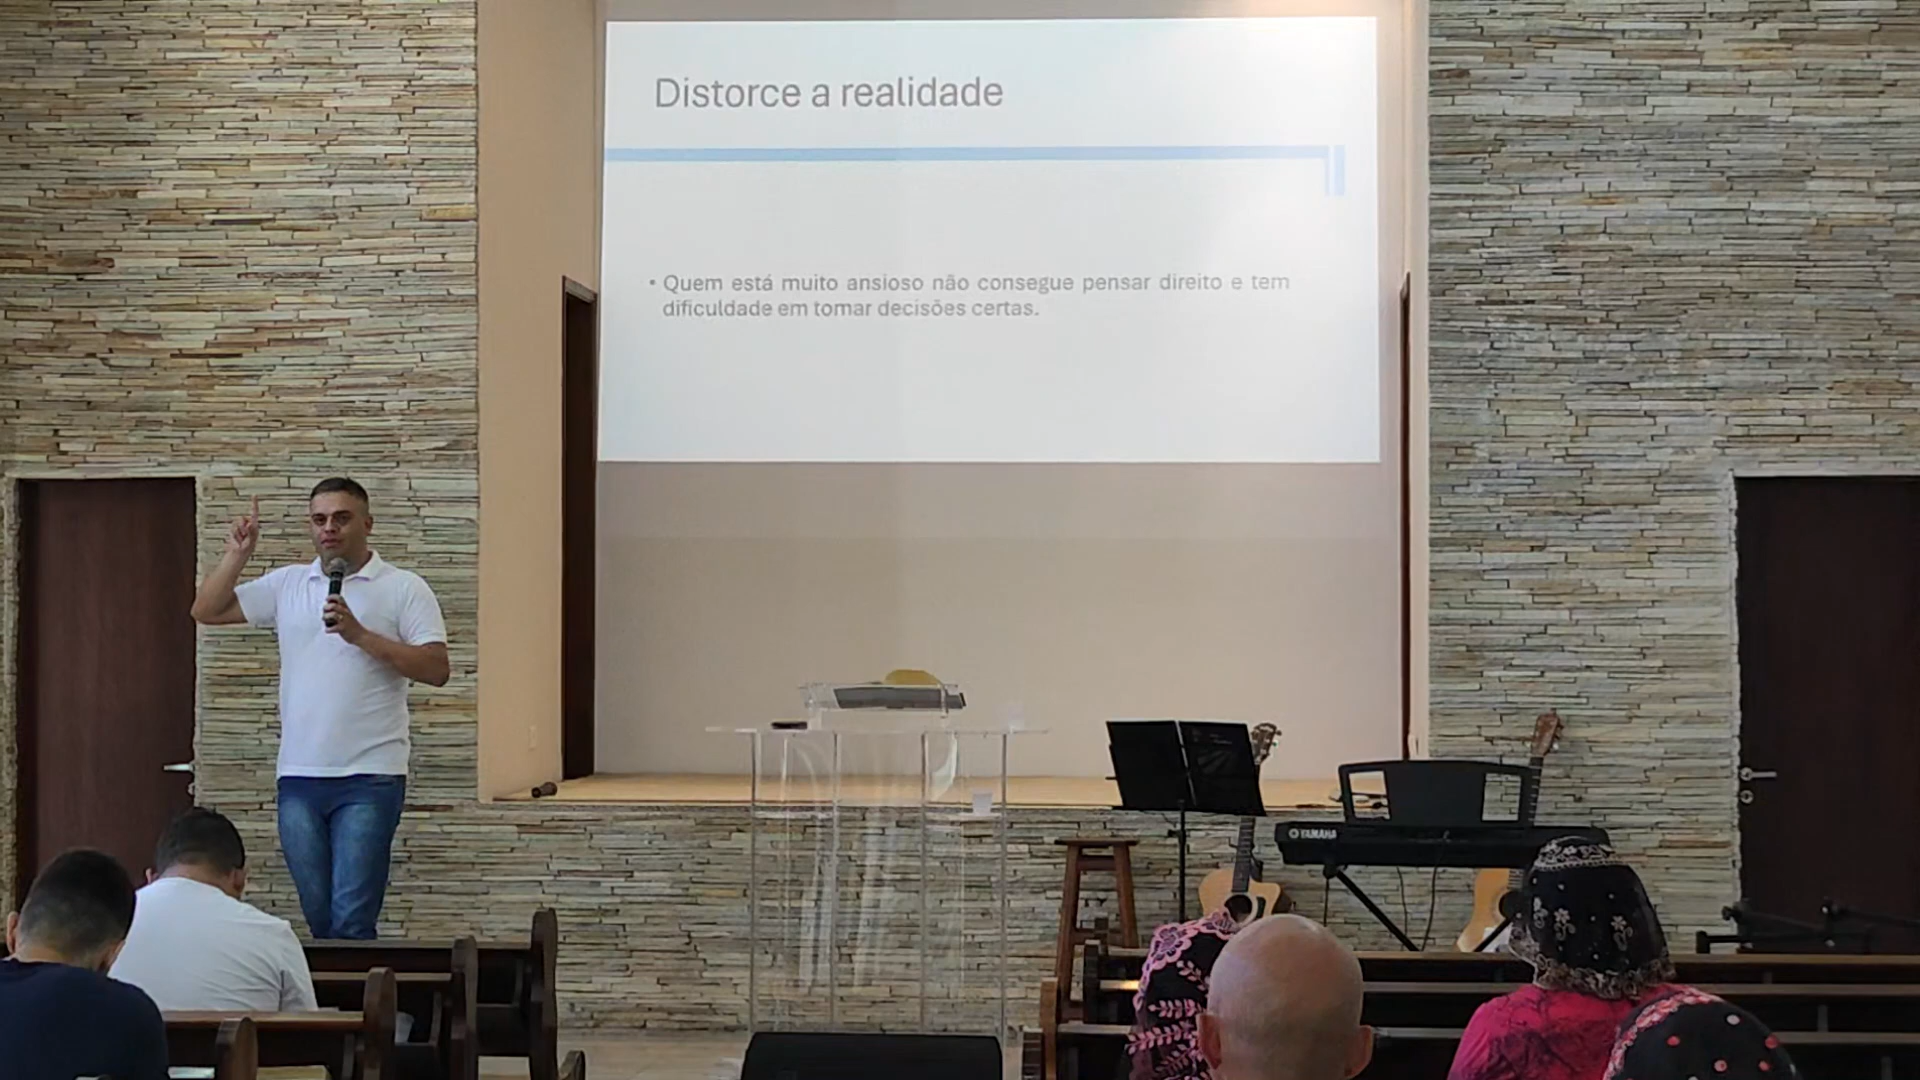 Distorce a realidade
• Quem está muito ansioso não consegue pensar direito e tem
dificuldade em tomar decisões certas.
YAMAHA